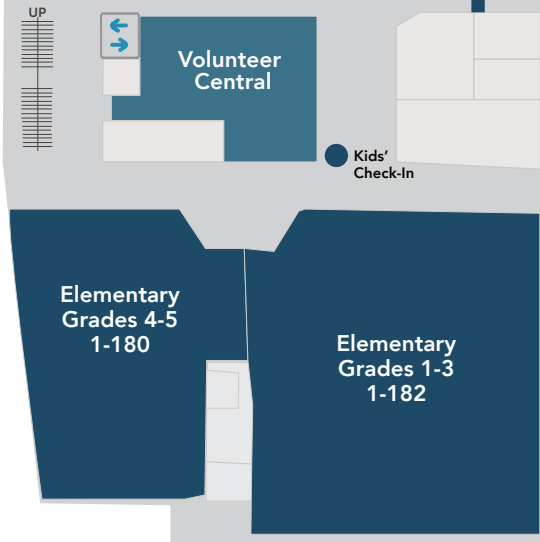 UP
Volunteer
Central
Kids'
Check-In
Elementary
Grades 4-5
1-180
Elementary
Grades 1-3
1-182